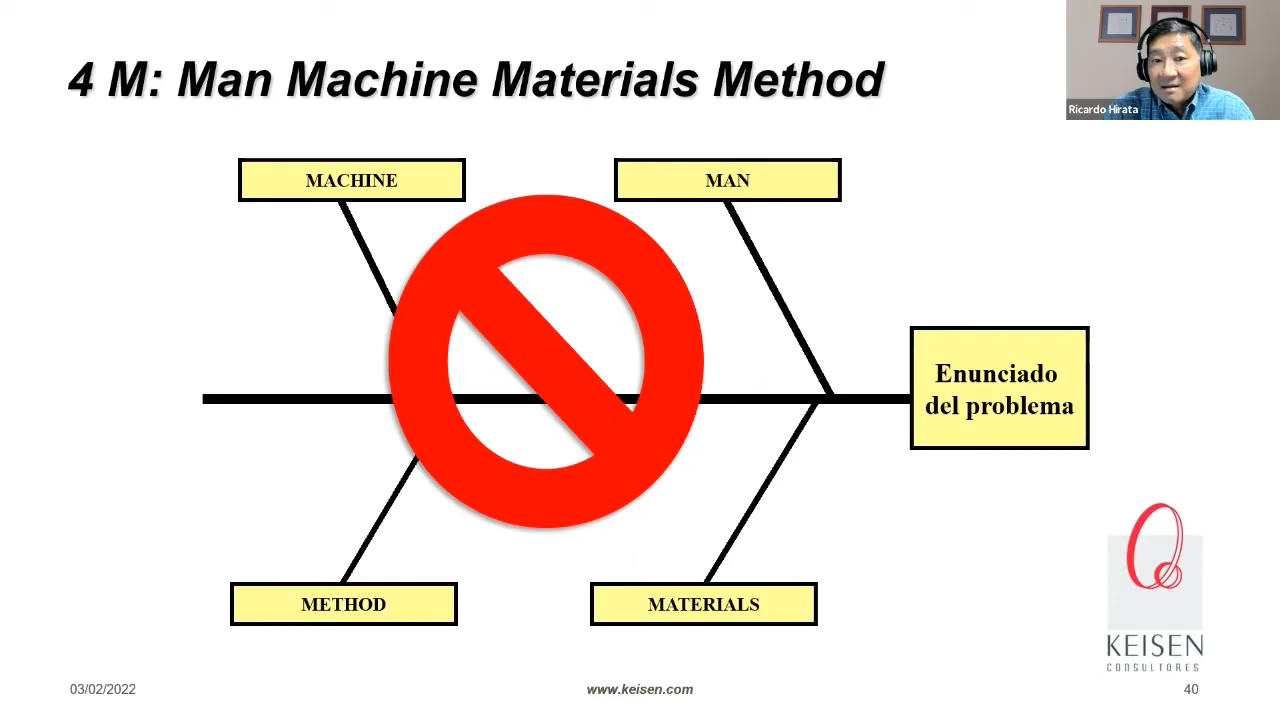 4 M: Man Machine Materials Method
Ricardo Hirata
MACHINE
MAN
Enunciado
del problema
METHOD
MATERIALS
KEISEN
CONSULTORES
03/02/2022
www.keisen.com
40